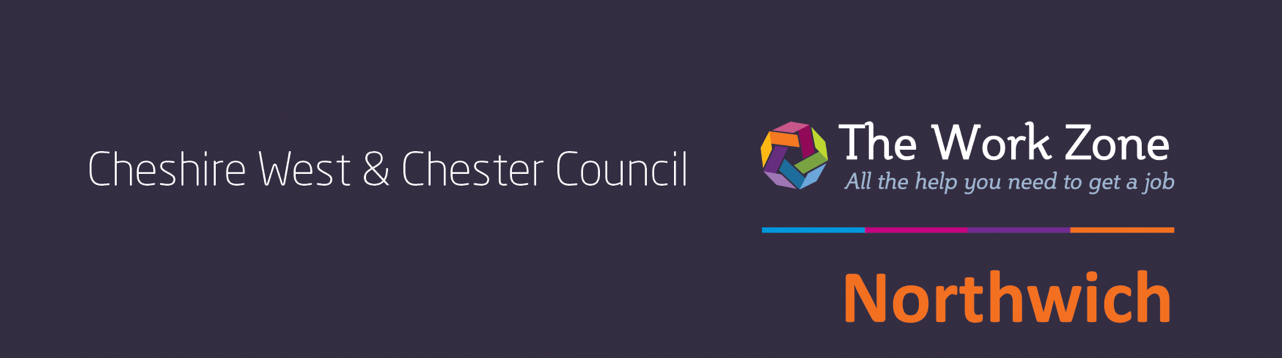 Cheshire West & Chester Council
The Work Zone
All the help you need to get a job
Northwich